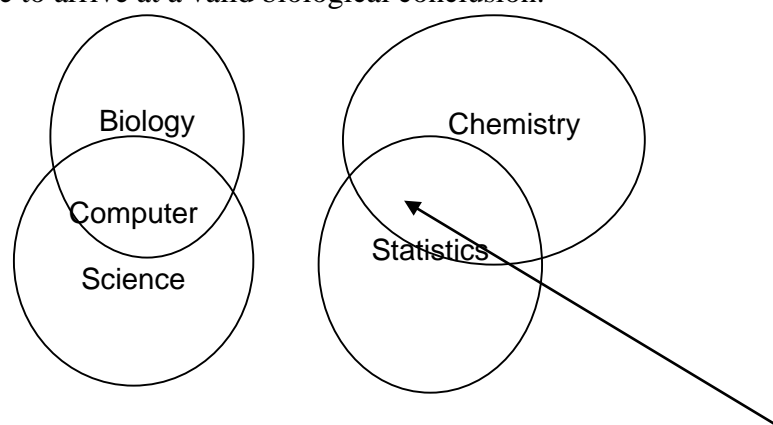 e to arrive at a valid biological conclusion.
Biology
Chemistry
Computer
Statistics
Science